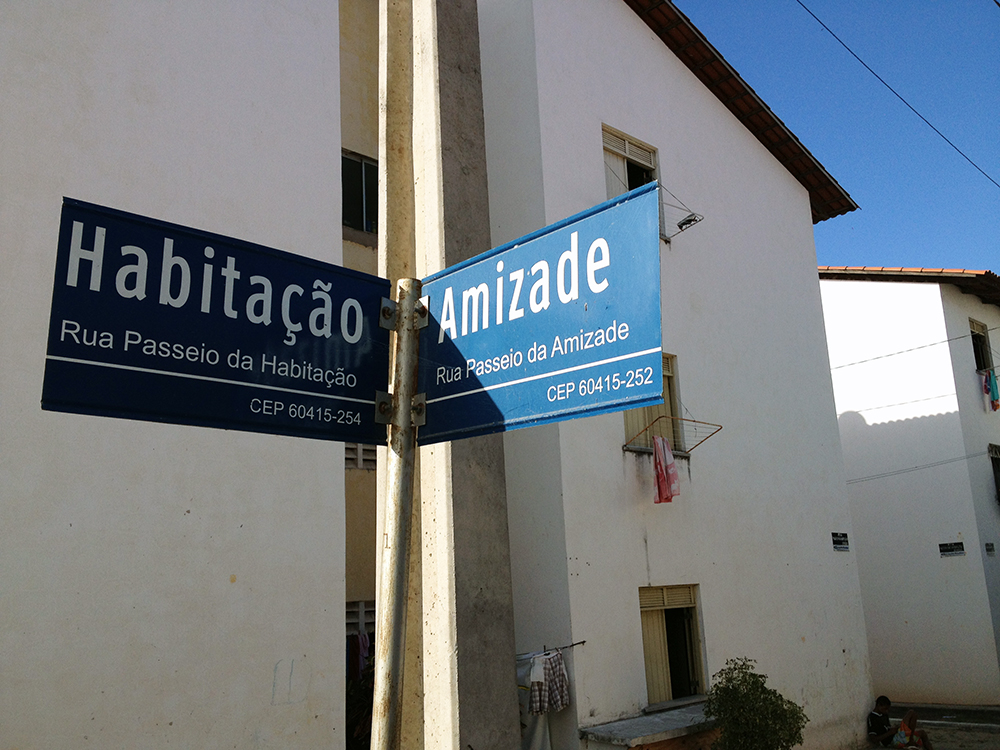 Habitação
Rua Passeio da Habitação
CEP 60415-254
Amizade
Rua Passeio da Amizade
CEP 60415-252